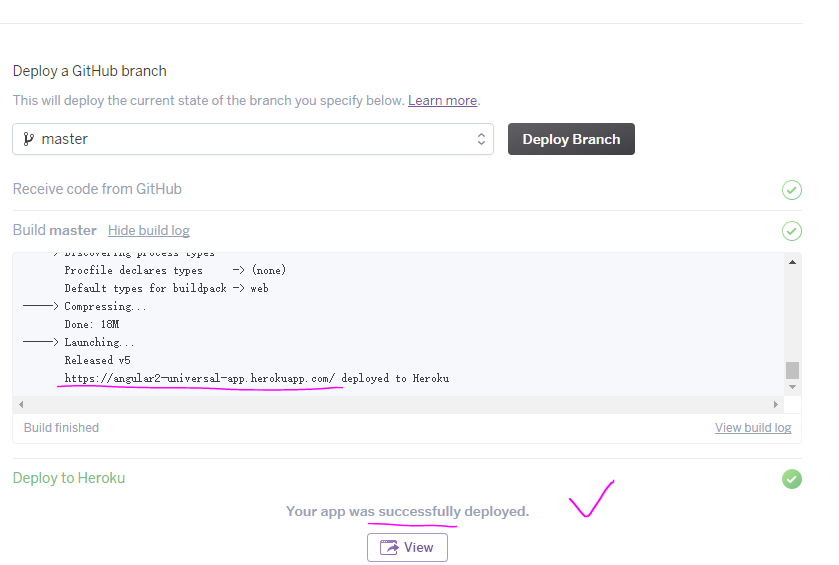 Deploy a GitHub branch
This will deploy the current state of the branch you specify below. Learn more.
master
Deploy Branch
Receive code from GitHub
Build master Hide build log
-----> Discovering process types
Procfile declares types -> (none)
Default types for buildpack -> web
-----> Compressing...
Done: 18M
-----> Launching...
Released v5
https://angular2-universal-app.herokuapp.com/ deployed to Heroku
Build finished
View build log
Deploy to Heroku
Your app was successfully deployed.
View